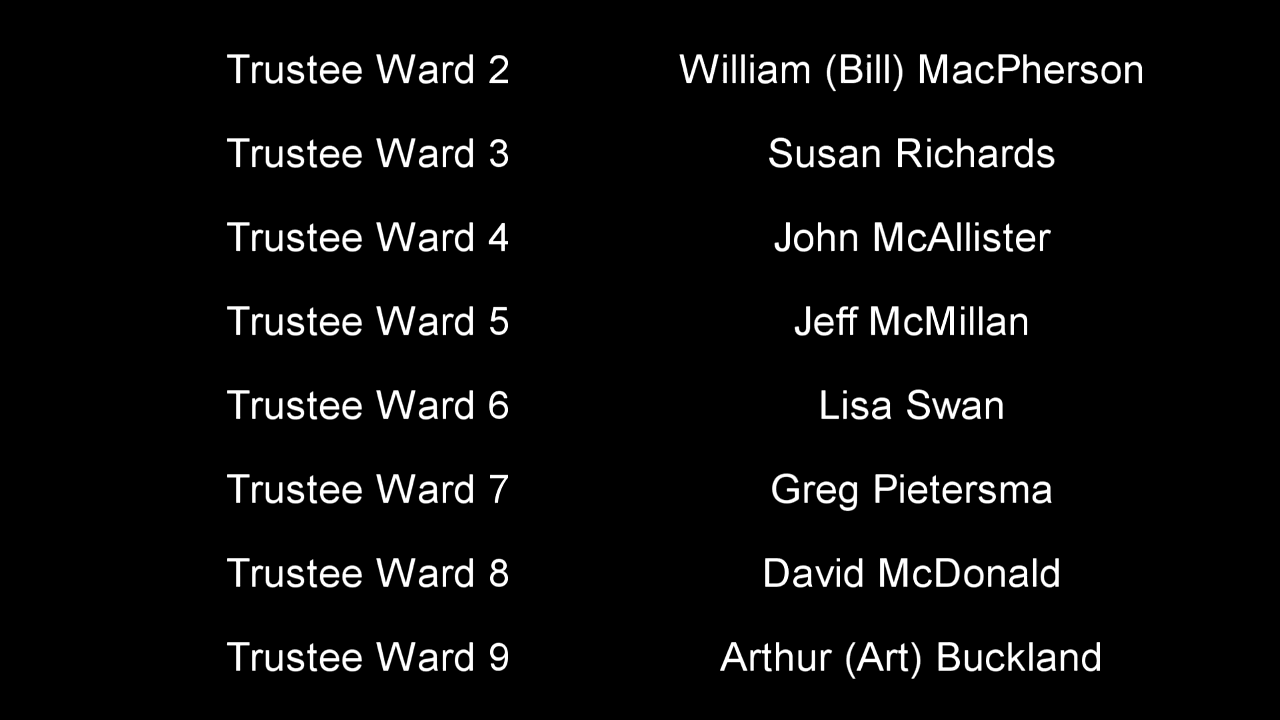 Trustee Ward 2 William (Bill) MacPherson
Trustee Ward 3 Susan Richards
Trustee Ward 4 John McAllister
Trustee Ward 5 Jeff McMillan
Trustee Ward 6 Lisa Swan
Trustee Ward 7 Greg Pietersma
Trustee Ward 8 David McDonald
Trustee Ward 9 Arthur (Art) Buckland